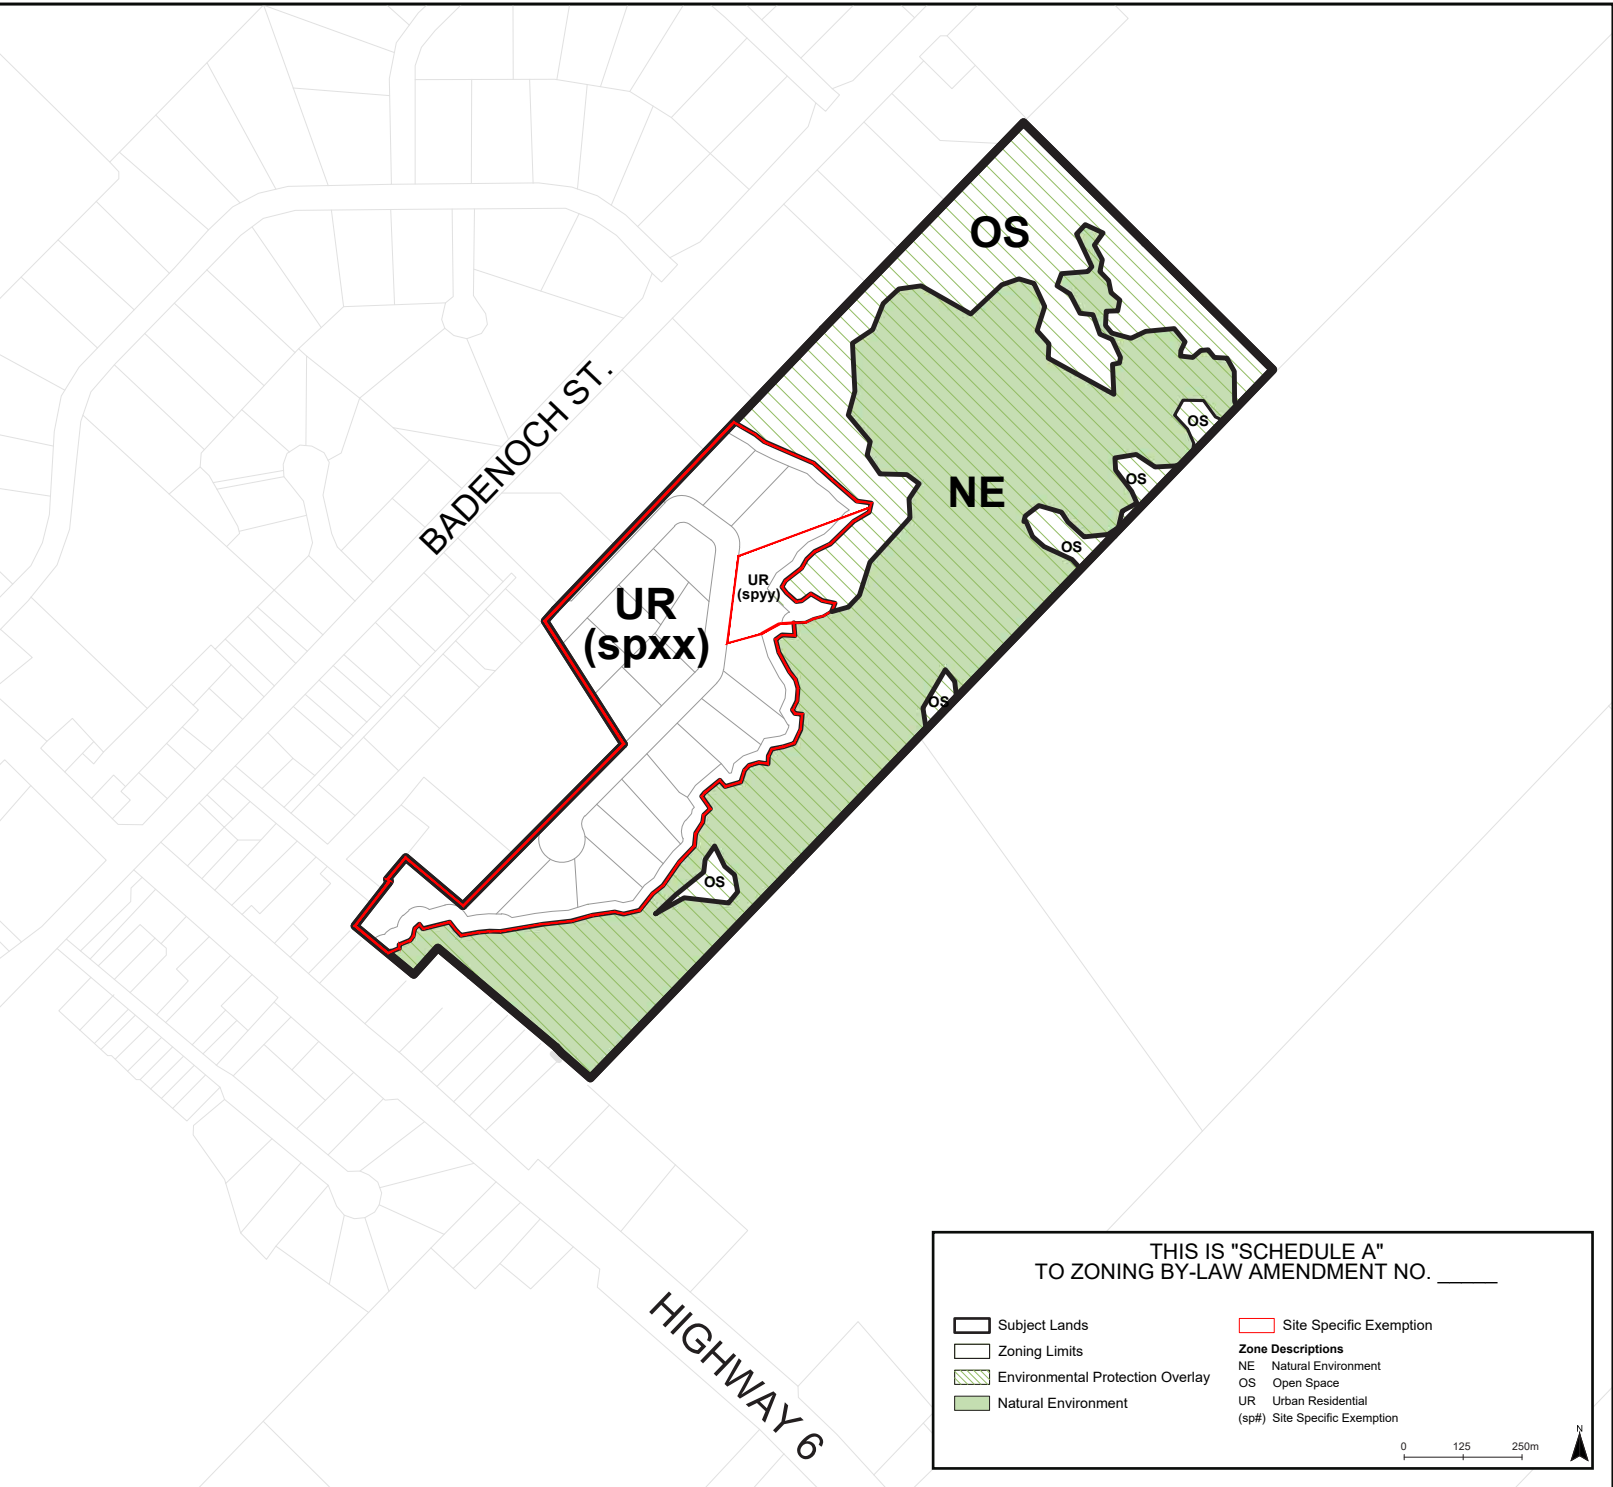 OS
OS
BADENOCH ST.
OS
NE
OS
UR
(spyy)
UR
(spxx)
OS
OS
THIS IS "SCHEDULE A"
TO ZONING BY-LAW AMENDMENT NO. _____
Subject Lands
Zoning Limits
Environmental Protection Overlay
Natural Environment
Site Specific Exemption
Zone Descriptions
NE Natural Environment
OS Open Space
UR Urban Residential
(sp#) Site Specific Exemption
N
0 125 250m
HIGHWAY 6